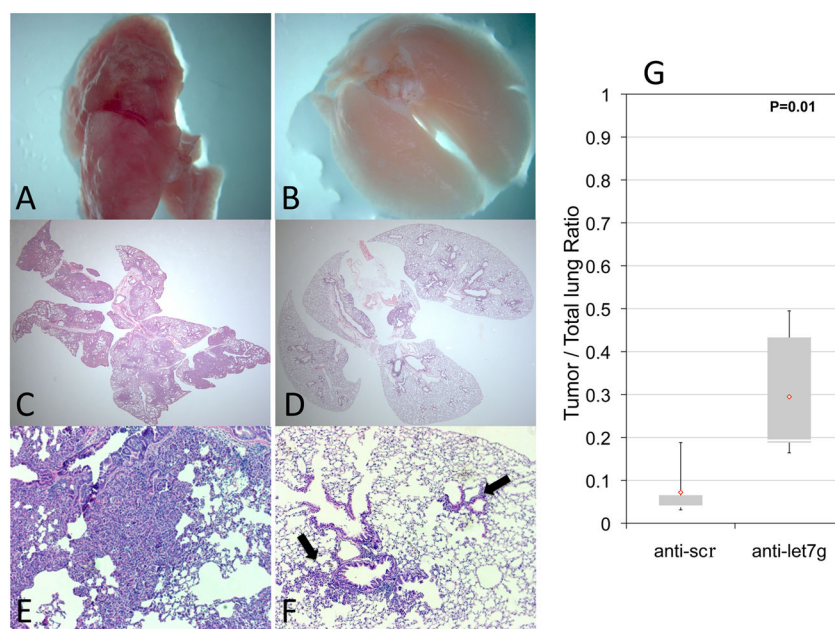 A
B
C
D
E
F
G
P=0.01
Tumor / Total lung Ratio
1
0.9
0.8
0.7
0.6
0.5
0.4
0.3
0.2
0.1
0
anti-scr
anti-let7g